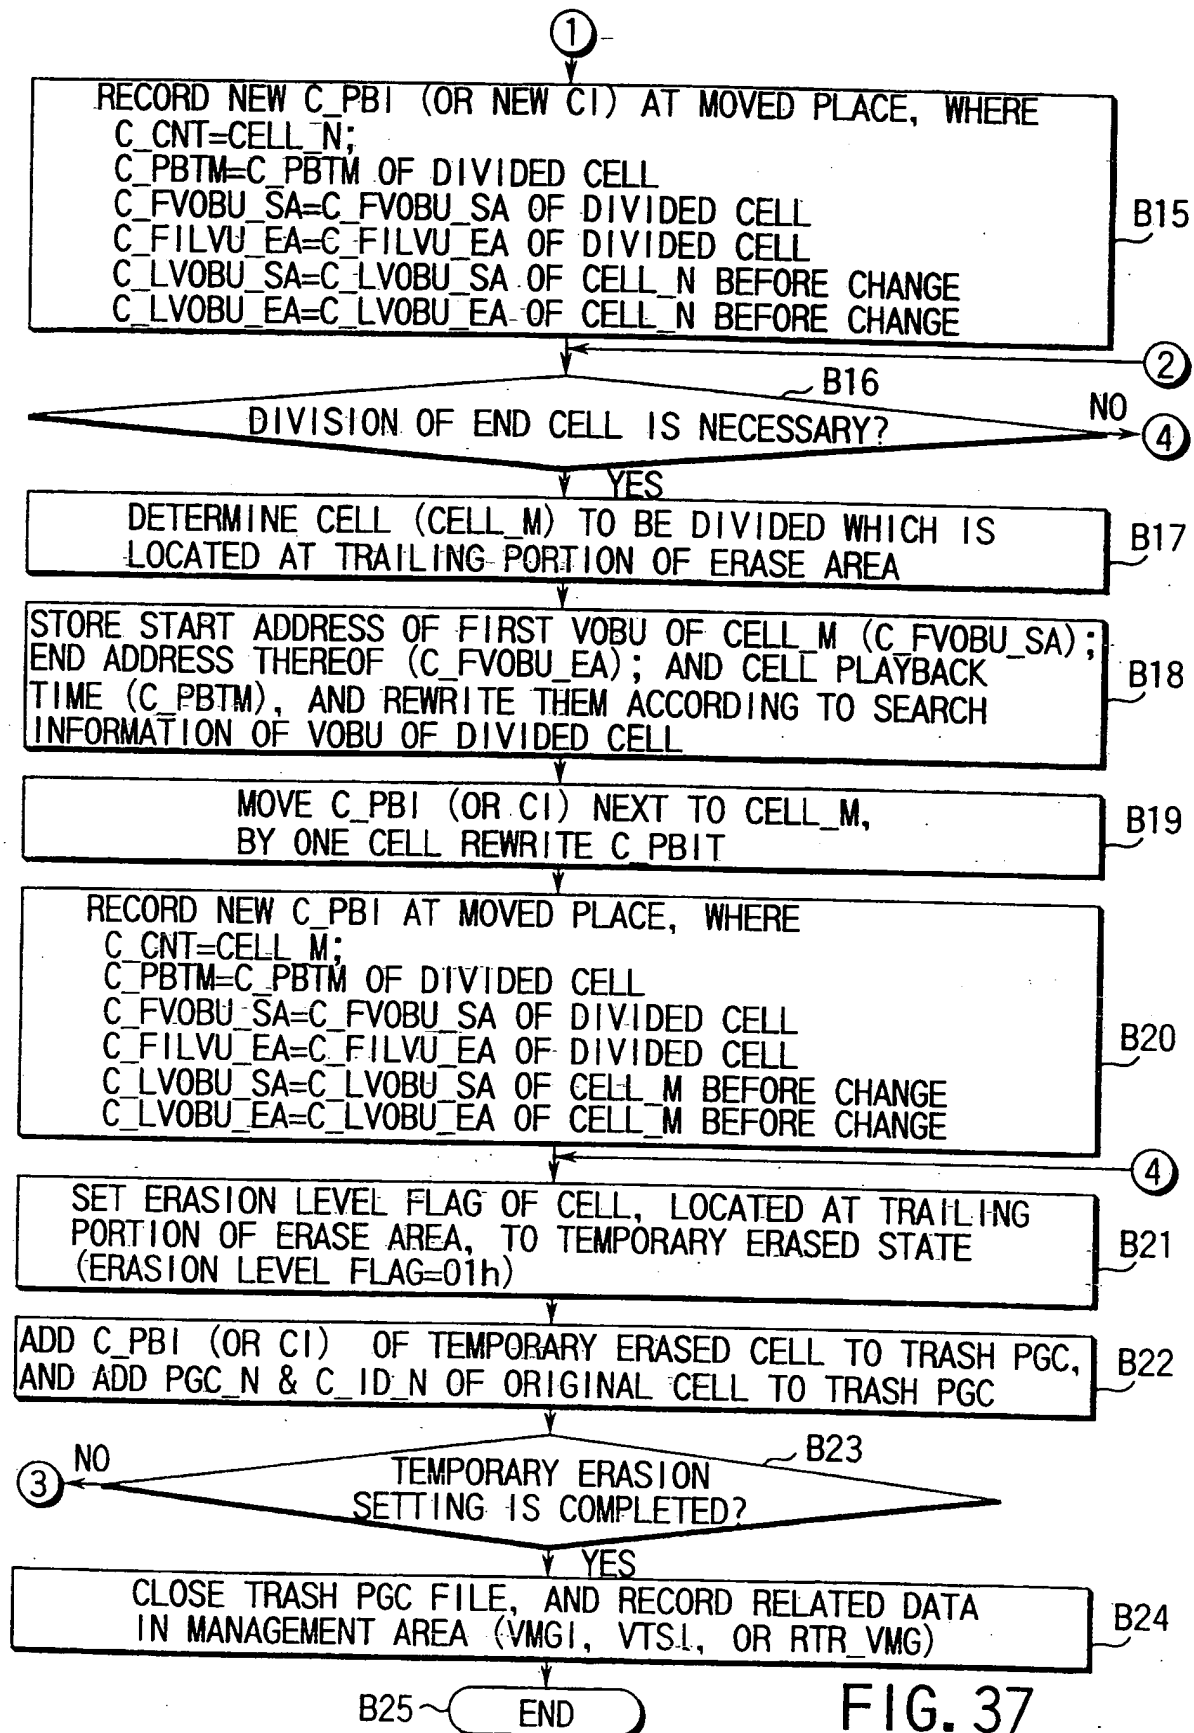 1
RECORD NEW C_PBI (OR NEW CI) AT MOVED PLACE, WHERE
C_CNT=CELL_N;
C_PBTM=C_PBTM OF DIVIDED CELL
C_FVOBU_SA=C_FVOBU_SA OF DIVIDED CELL
C_FILVU_EA=C_FILVU_EA OF DIVIDED CELL
C_LVOBU_SA=C_LVOBU_SA OF CELL_N BEFORE CHANGE
C_LVOBU_EA=C_LVOBU_EA OF CELL_N BEFORE CHANGE
B15
2
B16
DIVISION OF END CELL IS NECESSARY?
NO
4
YES
DETERMINE CELL (CELL_M) TO BE DIVIDED WHICH IS
LOCATED AT TRAILING PORTION OF ERASE AREA
B17
STORE START ADDRESS OF FIRST VOBU OF CELL_M (C_FVOBU_SA);
END ADDRESS THEREOF (C_FVOBU_EA); AND CELL PLAYBACK
TIME (C_PBTM), AND REWRITE THEM ACCORDING TO SEARCH
INFORMATION OF VOBU OF DIVIDED CELL
B18
MOVE C_PBI (OR CI) NEXT TO CELL_M,
BY ONE CELL REWRITE C_PBIT
B19
RECORD NEW C_PBI AT MOVED PLACE, WHERE
C_CNT=CELL_M;
C_PBTM=C_PBTM OF DIVIDED CELL
C_FVOBU_SA=C_FVOBU_SA OF DIVIDED CELL
C_FILVU_EA=C_FILVU_EA OF DIVIDED CELL
C_LVOBU_SA=C_LVOBU_SA OF CELL_M BEFORE CHANGE
C_LVOBU_EA=C_LVOBU_EA OF CELL_M BEFORE CHANGE
B20
4
SET ERASION LEVEL FLAG OF CELL, LOCATED AT TRAILING
PORTION OF ERASE AREA, TO TEMPORARY ERASED STATE
(ERASION LEVEL FLAG=01h)
B21
ADD C_PBI (OR CI) OF TEMPORARY ERASED CELL TO TRASH PGC,
AND ADD PGC_N & C_ID_N OF ORIGINAL CELL TO TRASH PGC
B22
B23
NO
3
TEMPORARY ERASION
SETTING IS COMPLETED?
YES
CLOSE TRASH PGC FILE, AND RECORD RELATED DATA
IN MANAGEMENT AREA (VMGI, VTSI, OR RTR_VMG)
B24
B25
END
FIG. 37